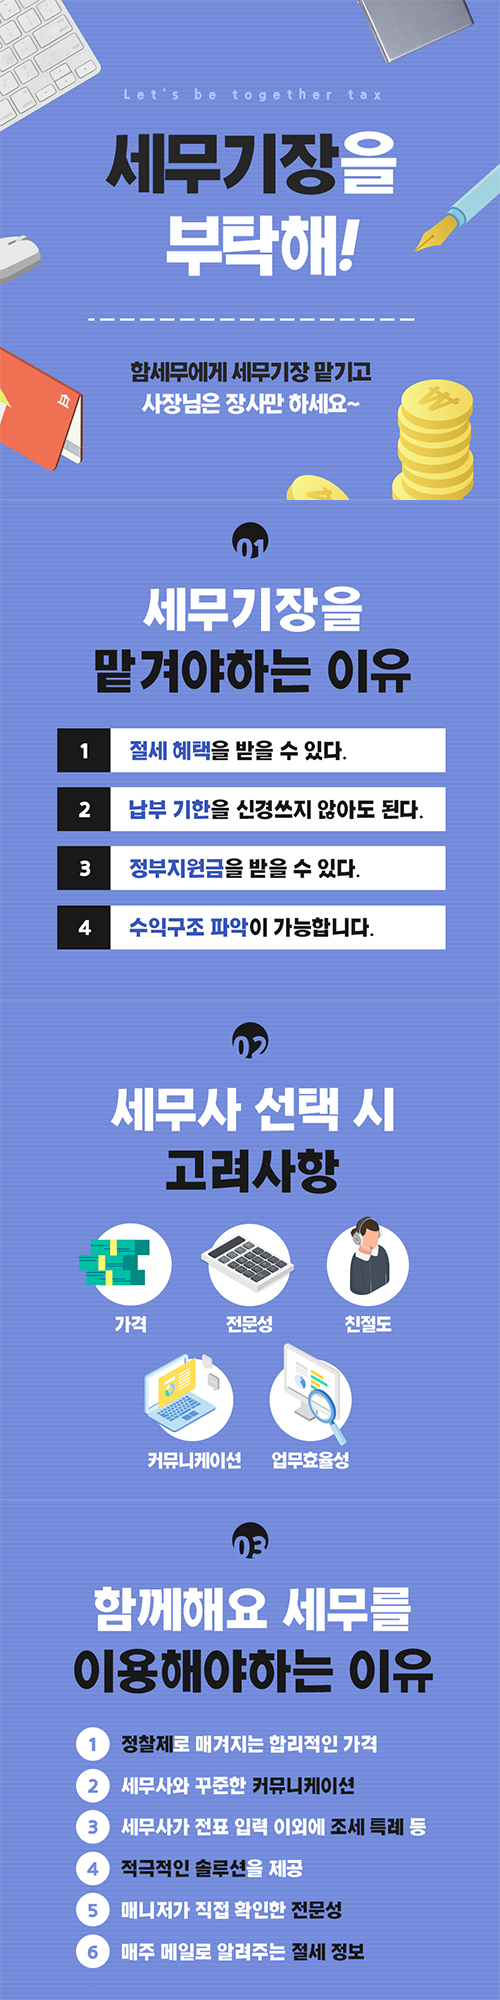 Let's be together tax
세무기장을
부탁해!
함세무에게 세무기장 맡기고
사장님은 장사만 하세요~
01
세무기장을
맡겨야하는 이유
1 절세 혜택을 받을 수 있다.
2 납부 기한을 신경쓰지 않아도 된다.
3 정부지원금을 받을 수 있다.
4 수익구조 파악이 가능합니다.
02
세무사 선택 시
고려사항
가격 전문성 친절도
커뮤니케이션 업무효율성
03
함께해요 세무를
이용해야하는 이유
1 정찰제로 매겨지는 합리적인 가격
2 세무사와 꾸준한 커뮤니케이션
3 세무사가 전표 입력 이외에 조세 특례 등
4 적극적인 솔루션을 제공
5 매니저가 직접 확인한 전문성
6 매주 메일로 알려주는 절세 정보